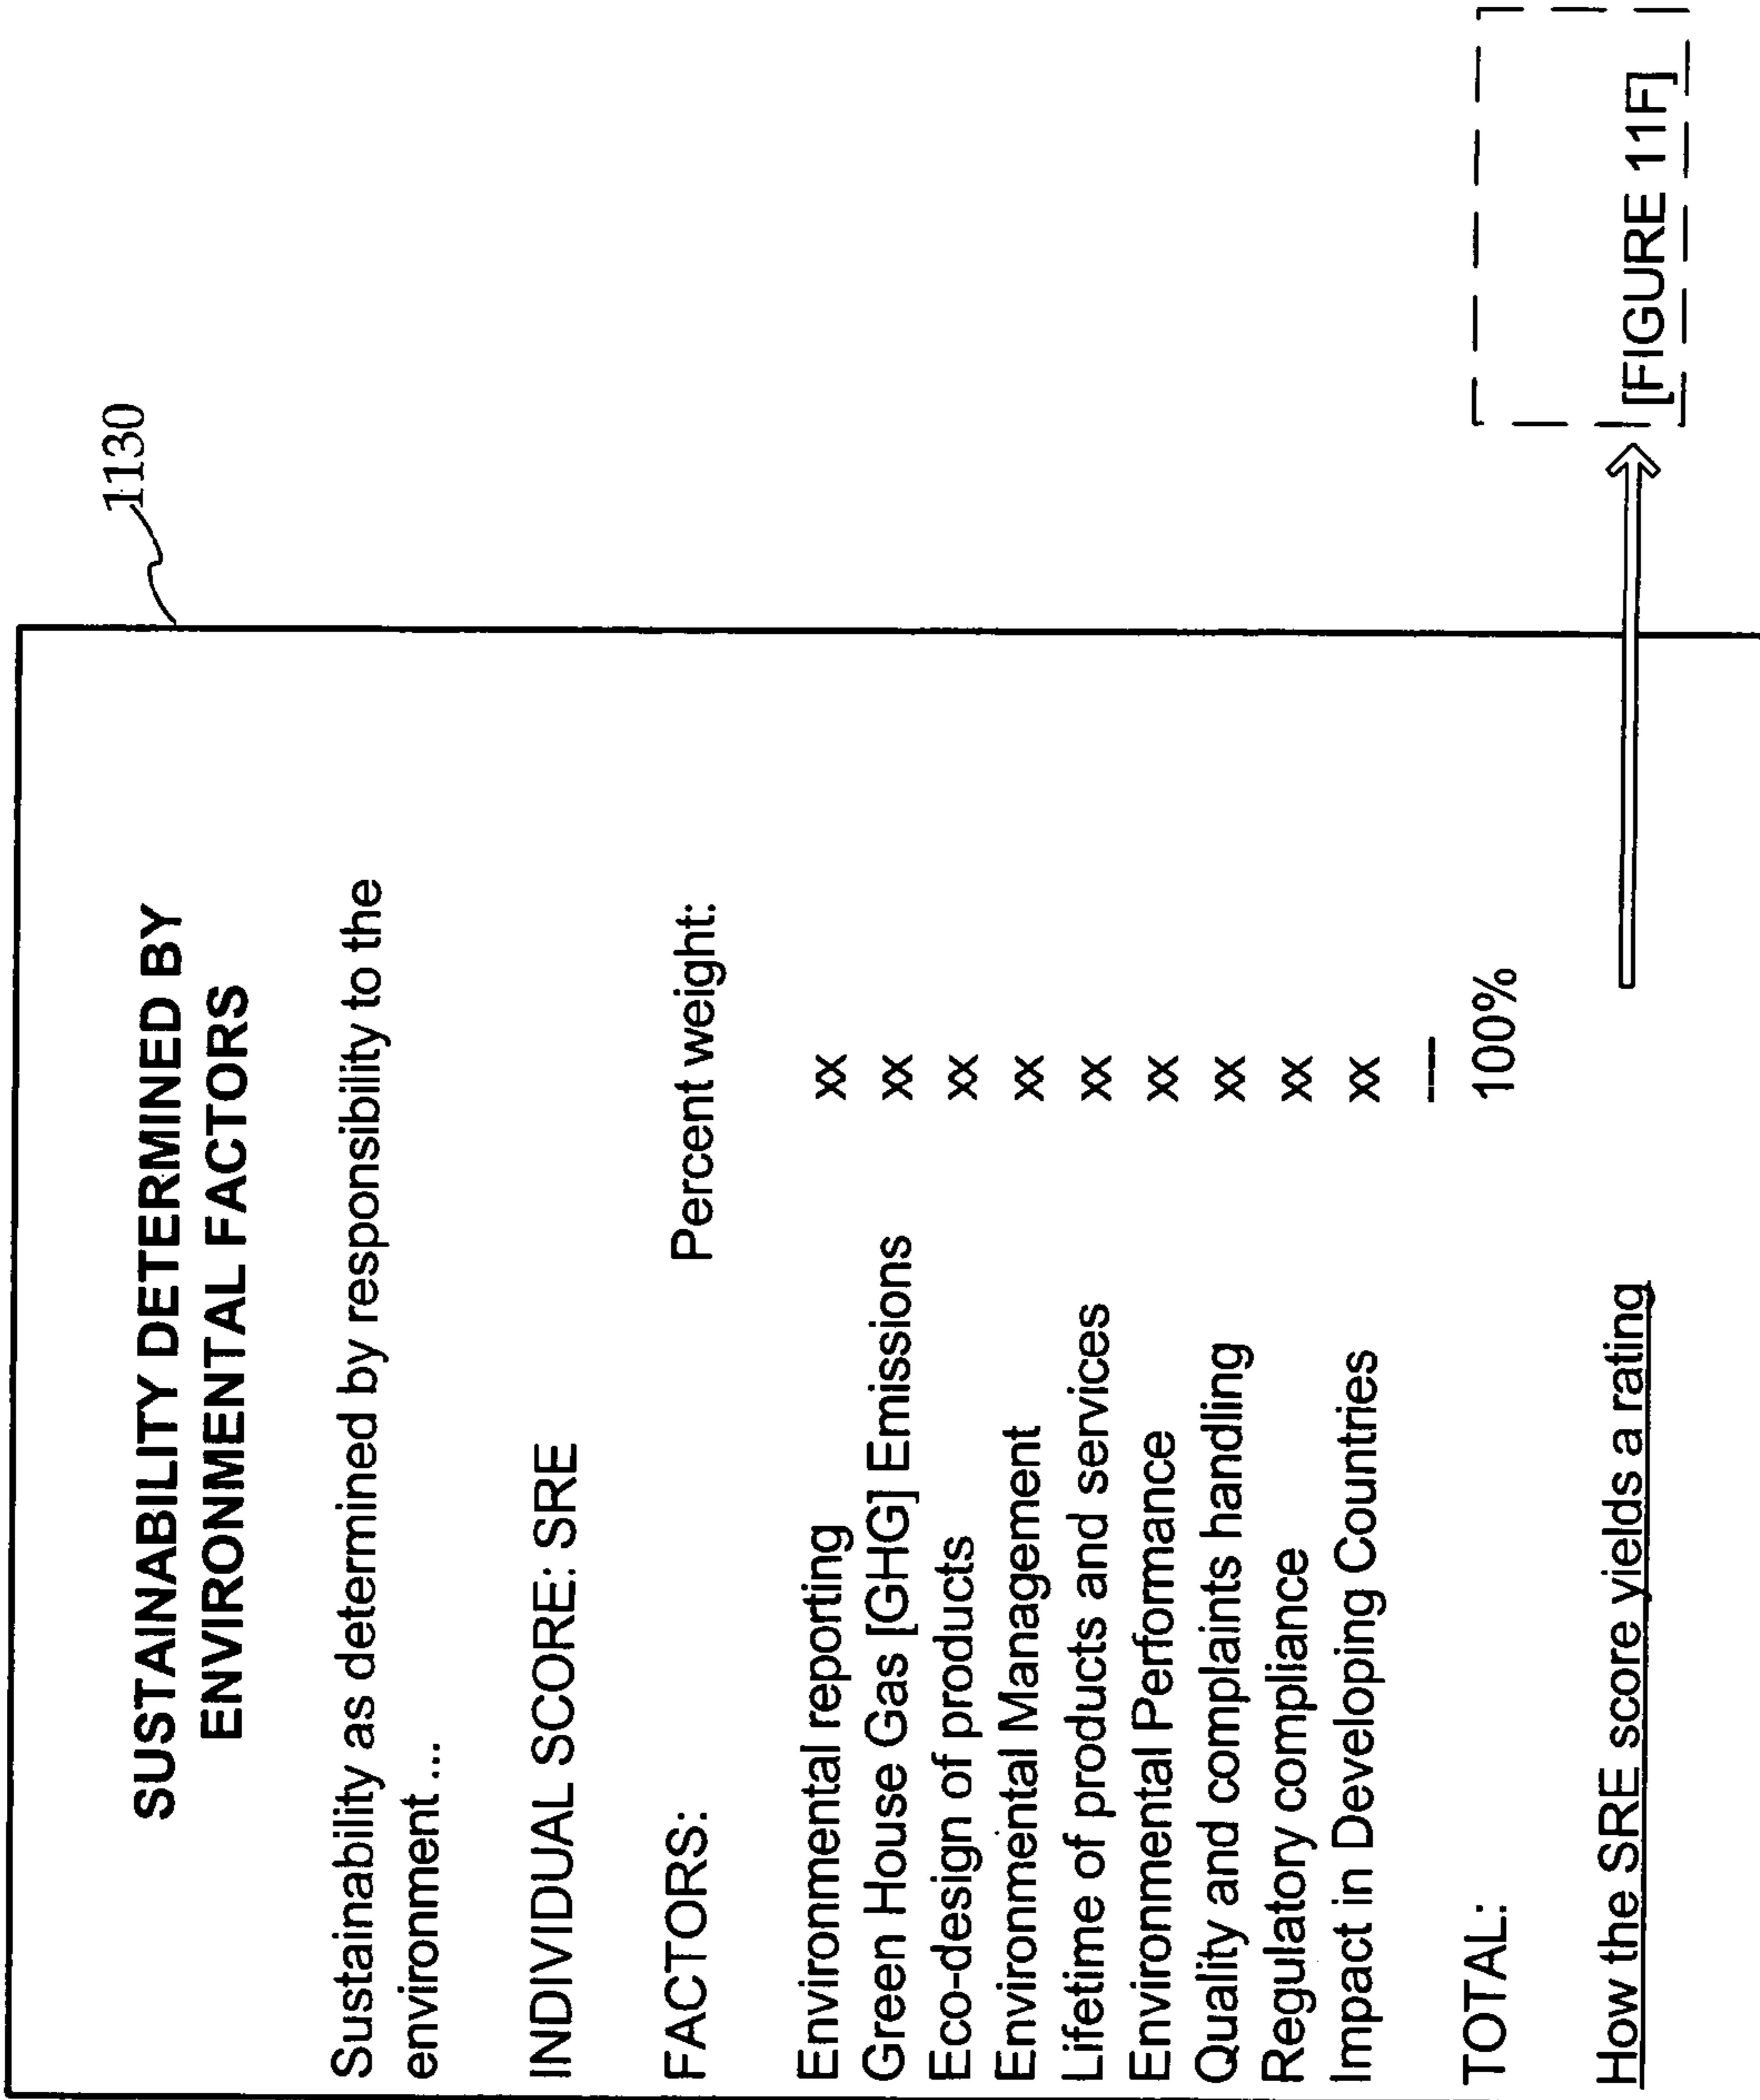 1130
SUSTAINABILITY DETERMINED BY
ENVIRONMENTAL FACTORS
Sustainability as determined by responsibility to the
environment ...
INDIVIDUAL SCORE: SRE
FACTORS: Percent weight:
Environmental reporting xx
Green House Gas [GHG] Emissions xx
Eco-design of products xx
Environmental Management xx
Lifetime of products and services xx
Environmental Performance xx
Quality and complaints handling xx
Regulatory compliance xx
Impact in Developing Countries xx
----
TOTAL: 100%
How the SRE score yields a rating
[FIGURE 11F]